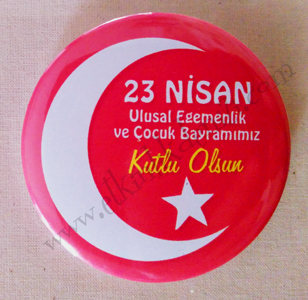 23 NİSAN
Ulusal Egemenlik
ve Çocuk Bayramımız
Kutlu Olsun